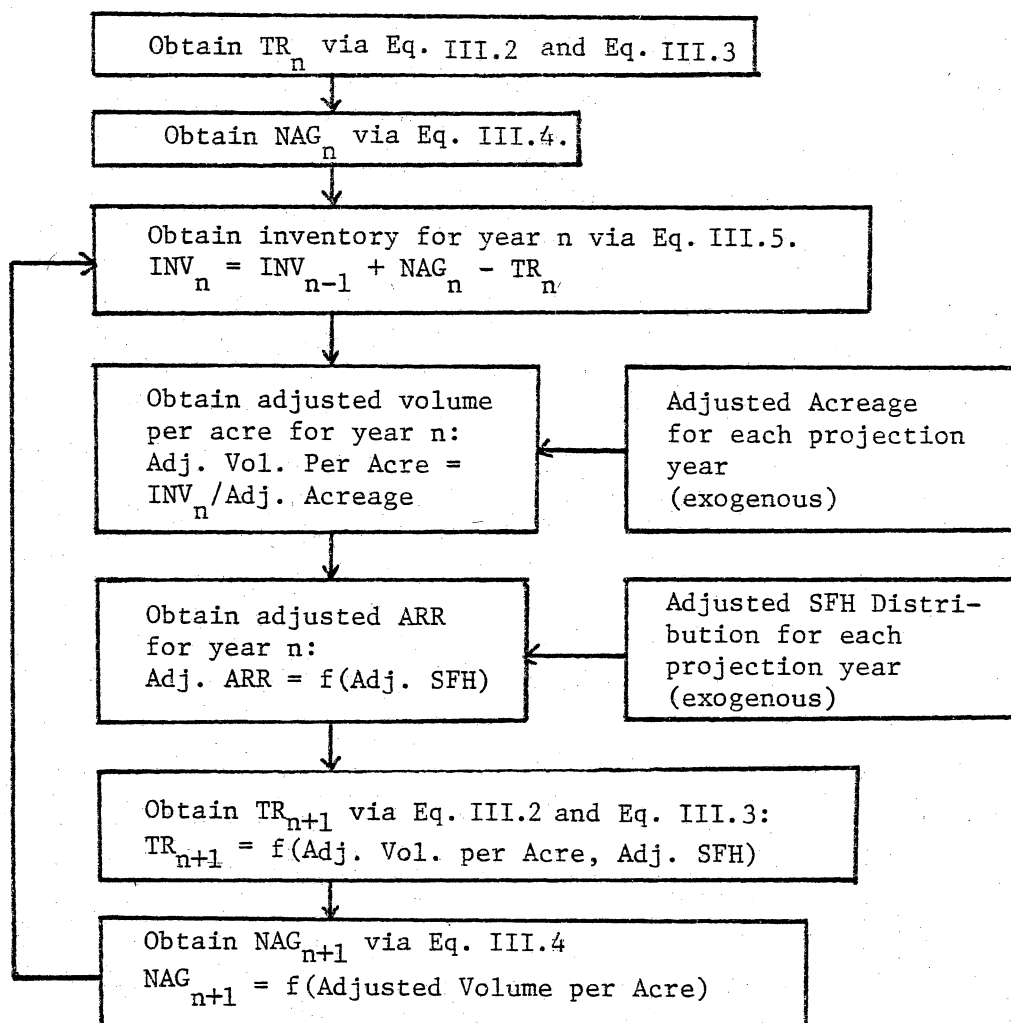 Obtain TR_n via Eq. III.2 and Eq. III.3
Obtain NAG_n via Eq. III.4.
Obtain inventory for year n via Eq. III.5.
INV_n = INV_{n-1} + NAG_n - TR_n
Obtain adjusted volume
per acre for year n:
Adj. Vol. Per Acre =
INV_n/Adj. Acreage
Adjusted Acreage
for each projection
year
(exogenous)
Obtain adjusted ARR
for year n:
Adj. ARR = f(Adj. SFH)
Adjusted SFH Distri-
bution for each
projection year
(exogenous)
Obtain TR_{n+1} via Eq. III.2 and Eq. III.3:
TR_{n+1} = f(Adj. Vol. per Acre, Adj. SFH)
Obtain NAG_{n+1} via Eq. III.4
NAG_{n+1} = f(Adjusted Volume per Acre)